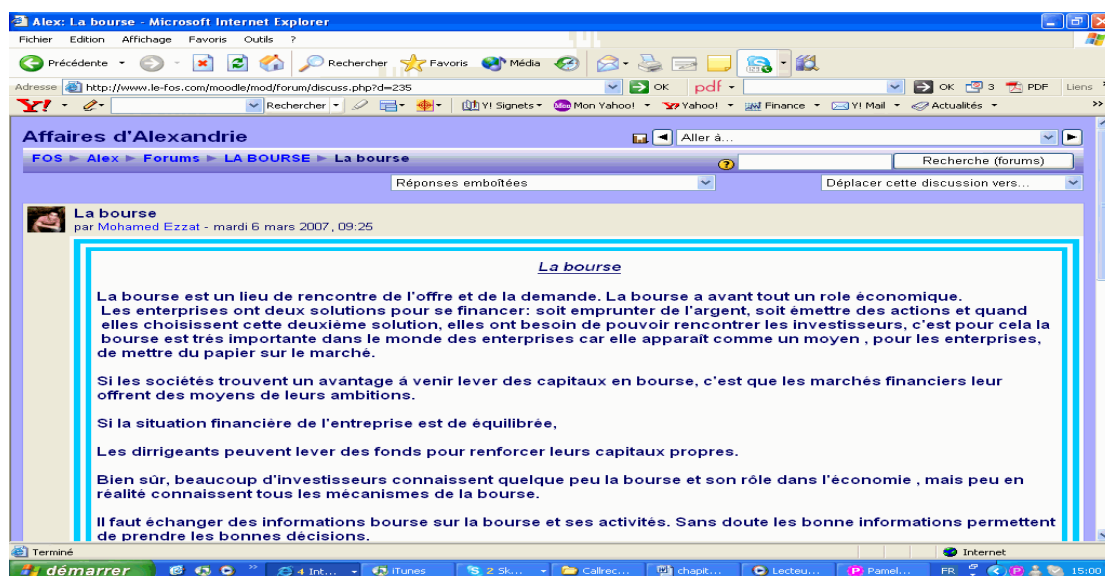 Alex: La bourse - Microsoft Internet Explorer
Fichier Edition Affichage Favoris Outils ?
Précédente Rechercher Favoris Média
Adresse http://www.le-fos.com/moodle/mod/forum/discuss.php?d=235 OK pdf OK 3 PDF Liens
Y! Rechercher Y! Signets Mon Yahoo! Yahoo! Finance Y! Mail Actualités
Affaires d'Alexandrie Aller à...
FOS ► Alex ► Forums ► LA BOURSE ► La bourse Recherche (forums)
Réponses emboîtées Déplacer cette discussion vers...
La bourse
par Mohamed Ezzat - mardi 6 mars 2007, 09:25
La bourse
La bourse est un lieu de rencontre de l'offre et de la demande. La bourse a avant tout un role économique.
Les enterprises ont deux solutions pour se financer: soit emprunter de l'argent, soit émettre des actions et quand
elles choisissent cette deuxième solution, elles ont besoin de pouvoir rencontrer les investisseurs, c'est pour cela la
bourse est trés importante dans le monde des enterprises car elle apparaît comme un moyen , pour les enterprises,
de mettre du papier sur le marché.
Si les sociétés trouvent un avantage á venir lever des capitaux en bourse, c'est que les marchés financiers leur
offrent des moyens de leurs ambitions.
Si la situation financière de l'entreprise est de équilibrée,
Les dirrigeants peuvent lever des fonds pour renforcer leurs capitaux propres.
Bien sûr, beaucoup d'investisseurs connaissent quelque peu la bourse et son rôle dans l'économie , mais peu en
réalité connaissent tous les mécanismes de la bourse.
Il faut échanger des informations bourse sur la bourse et ses activités. Sans doute les bonne informations permettent
de prendre les bonnes décisions.
Terminé Internet
démarrer 4 Int... iTunes 2 Sk... Callrec... chapit... Lecteu... Pamel... FR 15:00